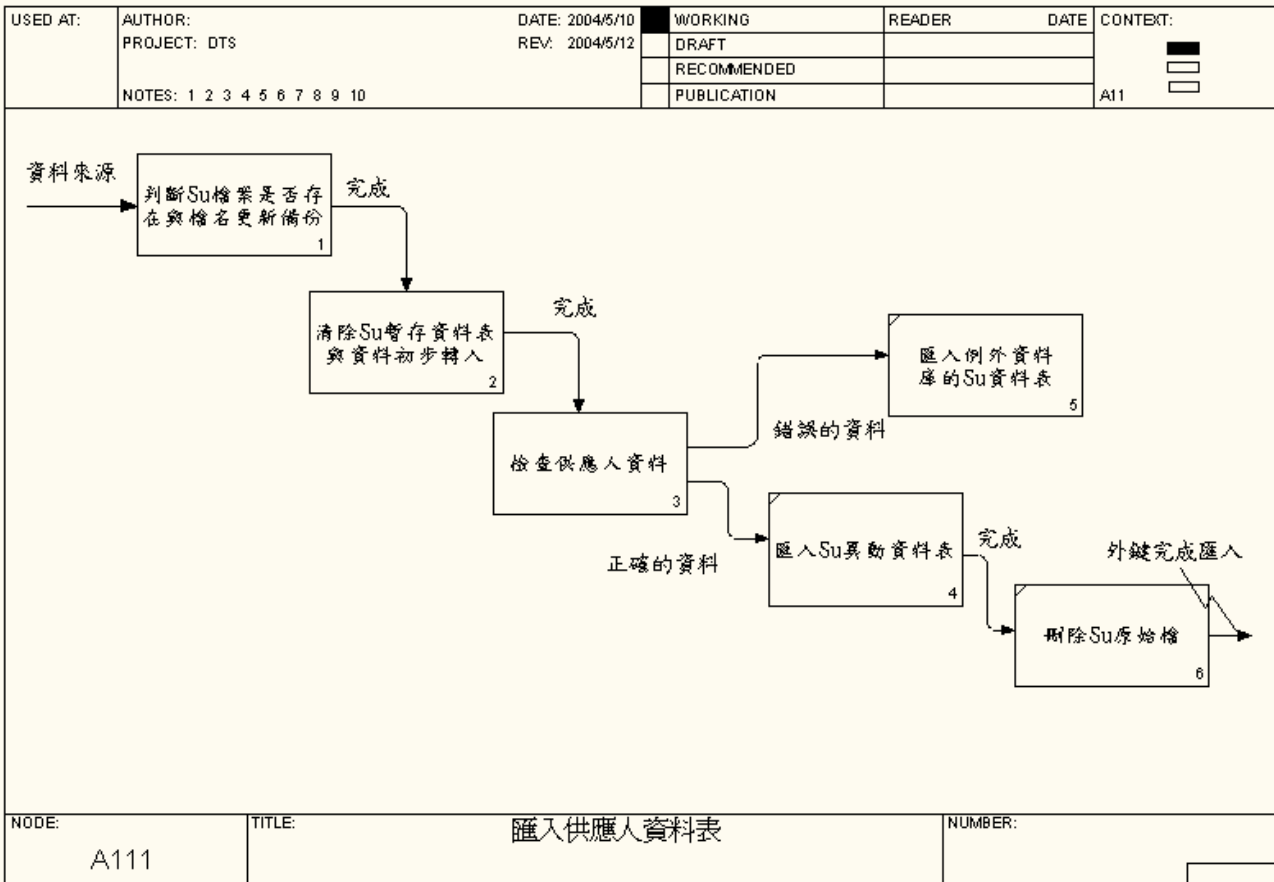 USED AT:
AUTHOR:
DATE: 2004/5/10
WORKING
READER
DATE
CONTEXT:
PROJECT: DTS
REV: 2004/5/12
DRAFT
RECOMMENDED
NOTES: 1 2 3 4 5 6 7 8 9 10
PUBLICATION
A11
資料來源
判斷Su檔案是否存
在與檔名更新備份
1
完成
清除Su暫存資料表
與資料初步轉入
2
完成
匯入例外資料
庫的Su資料表
5
錯誤的資料
檢查供應人資料
3
正確的資料
匯入Su異動資料表
4
完成
外鍵完成匯入
刪除Su原始檔
6
NODE:
TITLE:
匯入供應人資料表
NUMBER:
A111